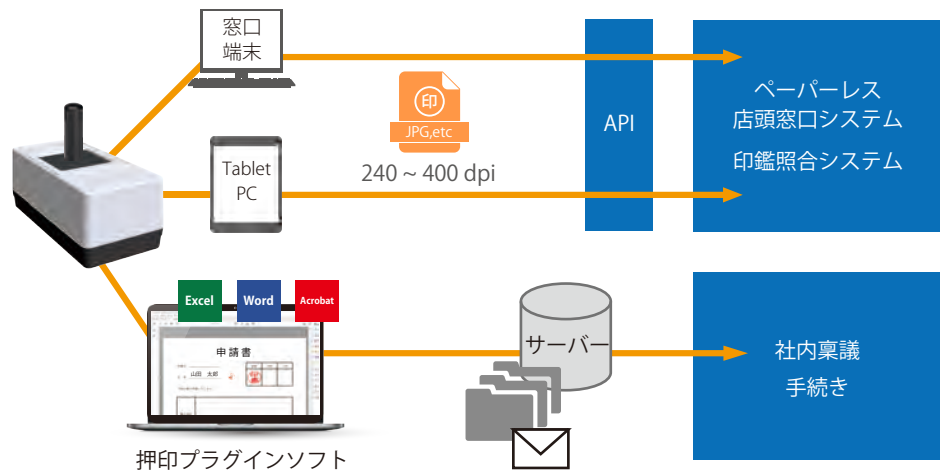 窓口
端末
印
JPG,etc
240 ~ 400 dpi
API
ペーパーレス
店頭窓口システム
印鑑照合システム
Tablet
PC
Excel
Word
Acrobat
申請書
山田 太郎
サーバー
社内稟議
手続き
押印プラグインソフト